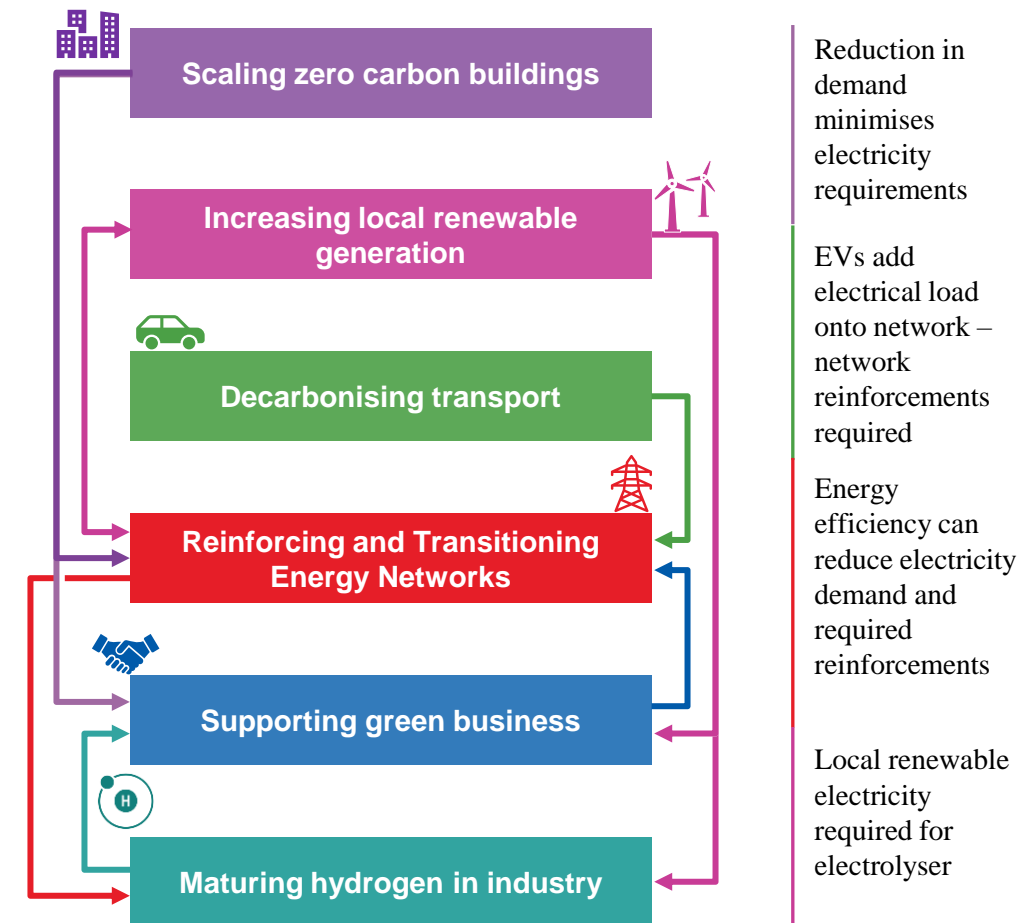 Scaling zero carbon buildings
Increasing local renewable
generation
Decarbonising transport
Reinforcing and Transitioning
Energy Networks
Supporting green business
H
Maturing hydrogen in industry
Reduction in
demand
minimises
electricity
requirements
EVs add
electrical load
onto network –
network
reinforcements
required
Energy
efficiency can
reduce electricity
demand and
required
reinforcements
Local renewable
electricity
required for
electrolyser